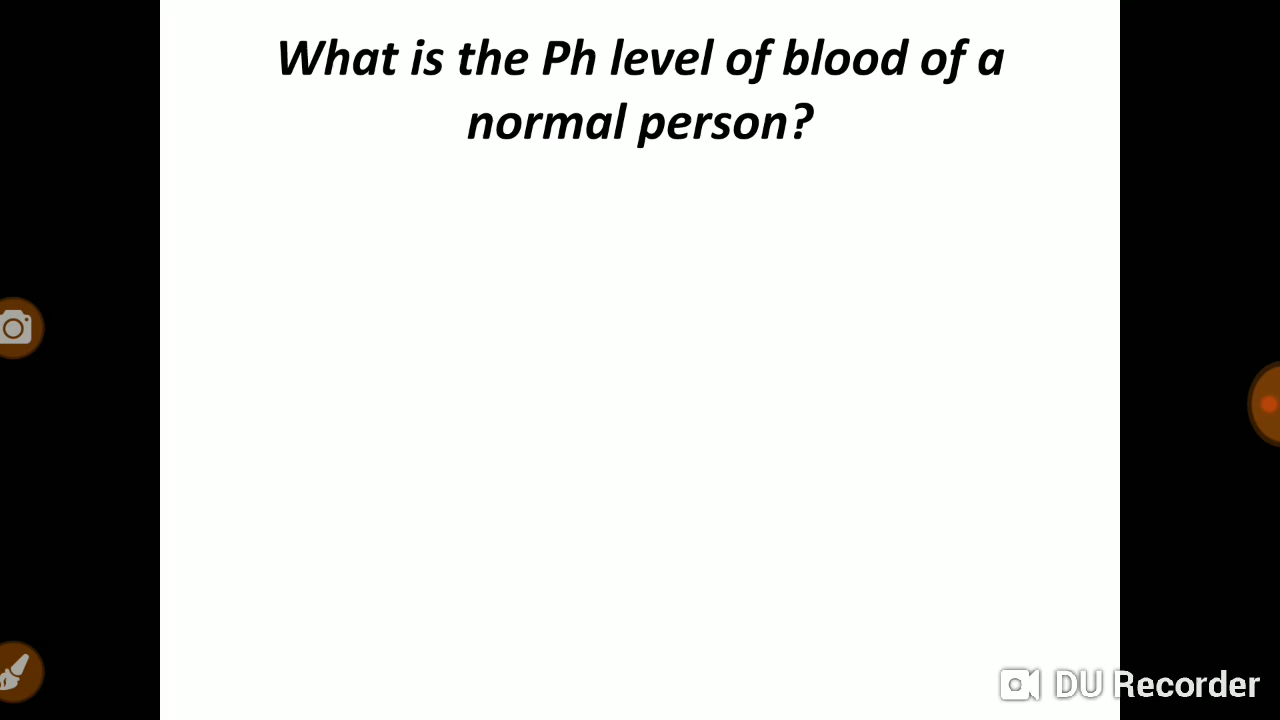 What is the Ph level of blood of a
normal person?
DU Recorder